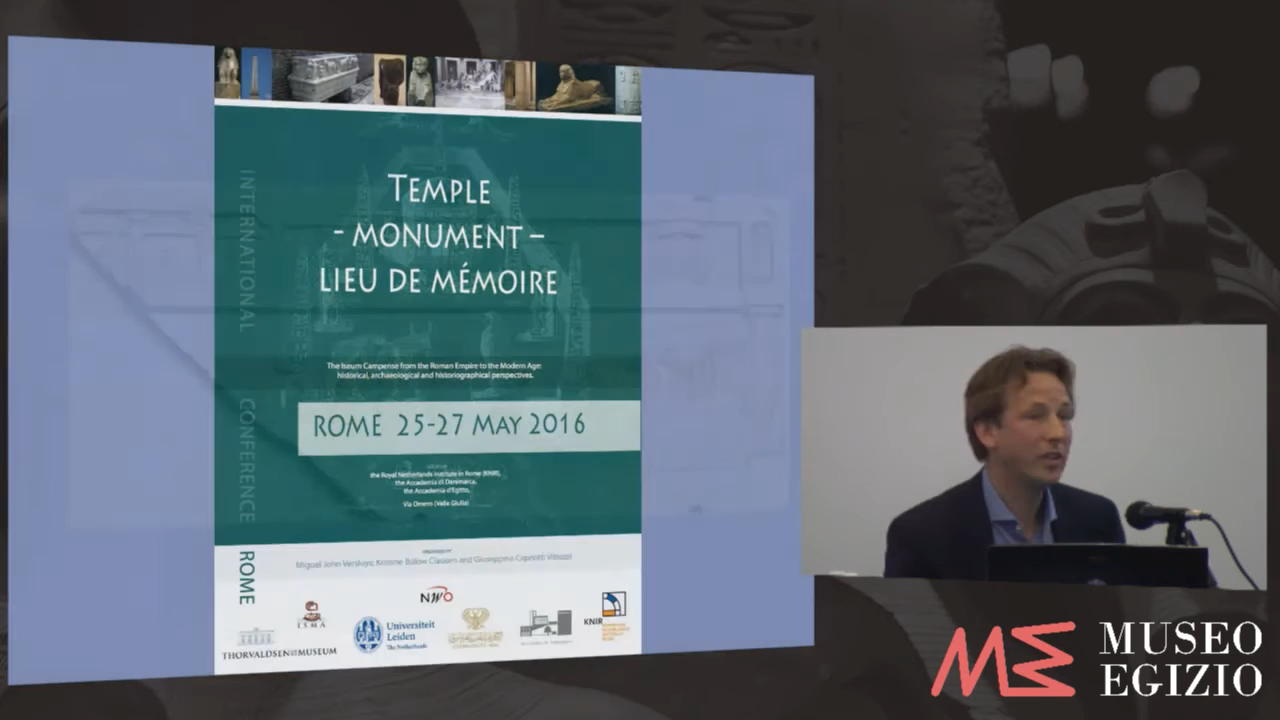 TEMPLE
- MONUMENT –
LIEU DE MÉMOIRE
INTERNATIONAL CONFERENCE ROME
The Iseum Campense from the Roman Empire to the Modern Age:
historical, archaeological and historiographical perspectives.
ROME 25-27 MAY 2016
the Royal Netherlands Institute in Rome (KNIR),
the Accademia di Danimarca,
the Accademia d'Egitto,
Via Omero (Valle Giulia)
Miguel John Versluys, Kristine Bülow Clausen and Giuseppina Capriotti Vittozzi
NWO
ISMA
Universiteit
Leiden
The Netherlands
KNIR
THORVALDSENS MUSEUM
ME MUSEO
EGIZIO